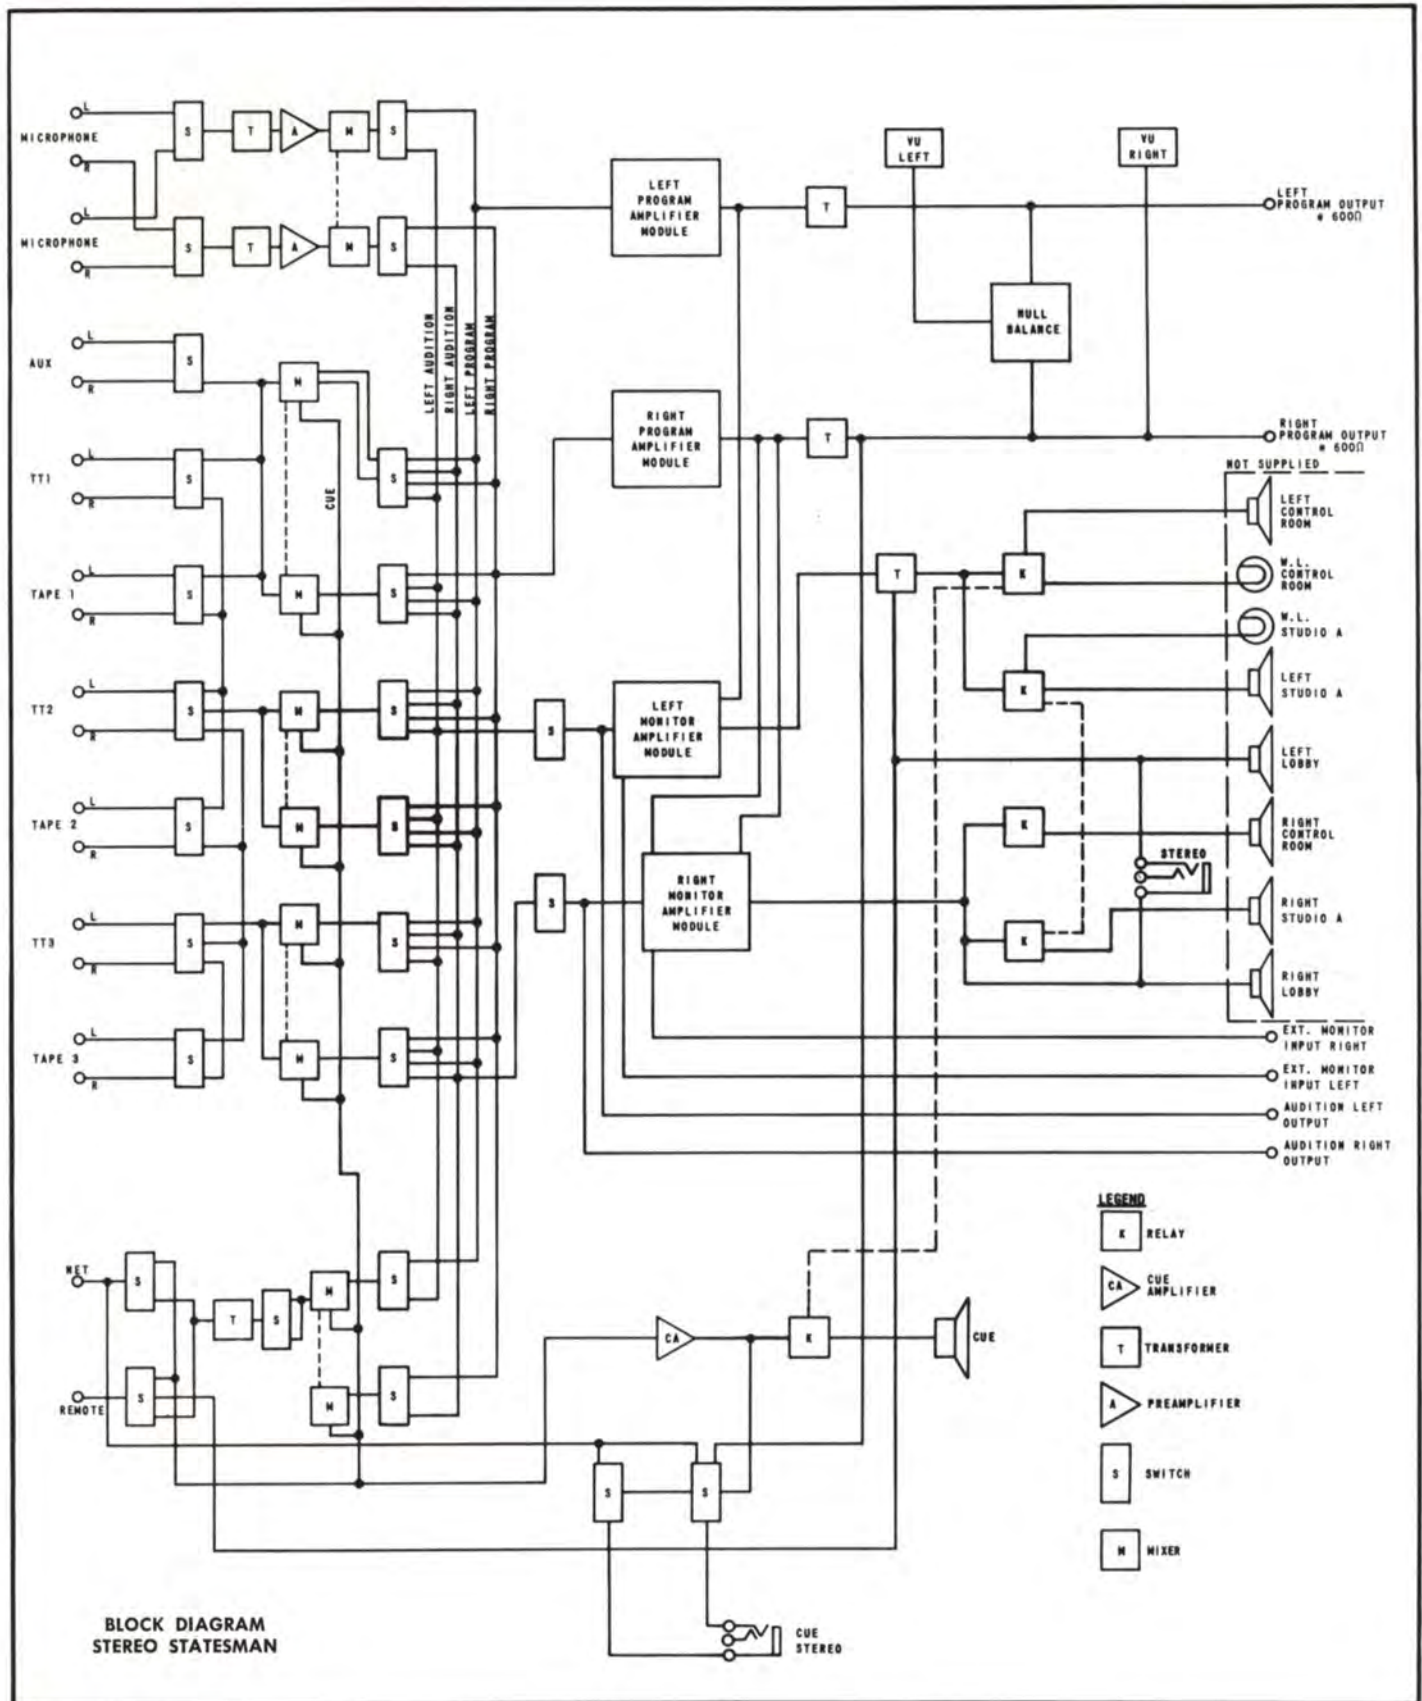 L
MICROPHONE
R
L
MICROPHONE
R
S
T
A
M
S
S
T
A
M
S
LEFT AUDITION
RIGHT AUDITION
LEFT PROGRAM
RIGHT PROGRAM
L
AUX
R
S
M
L
TT1
R
S
CUE
S
L
TAPE 1
R
S
M
S
L
TT2
R
S
M
S
L
TAPE 2
R
S
M
S
L
TT3
R
S
M
S
L
TAPE 3
R
S
M
S
NET
S
T
S
M
S
REMOTE
S
M
S
LEFT
PROGRAM
AMPLIFIER
MODULE
T
VU
LEFT
VU
RIGHT
LEFT
PROGRAM OUTPUT
@ 600Ω
NULL
BALANCE
RIGHT
PROGRAM
AMPLIFIER
MODULE
T
RIGHT
PROGRAM OUTPUT
@ 600Ω
NOT SUPPLIED
LEFT
CONTROL
ROOM
T
K
W.L.
CONTROL
ROOM
W.L.
STUDIO A
S
LEFT
MONITOR
AMPLIFIER
MODULE
K
LEFT
STUDIO A
LEFT
LOBBY
K
RIGHT
CONTROL
ROOM
STEREO
S
RIGHT
MONITOR
AMPLIFIER
MODULE
K
RIGHT
STUDIO A
RIGHT
LOBBY
EXT. MONITOR
INPUT RIGHT
EXT. MONITOR
INPUT LEFT
AUDITION LEFT
OUTPUT
AUDITION RIGHT
OUTPUT
CA
K
CUE
S
S
CUE
STEREO
LEGEND
K
RELAY
CA
CUE
AMPLIFIER
T
TRANSFORMER
A
PREAMPLIFIER
S
SWITCH
M
MIXER
BLOCK DIAGRAM
STEREO STATESMAN